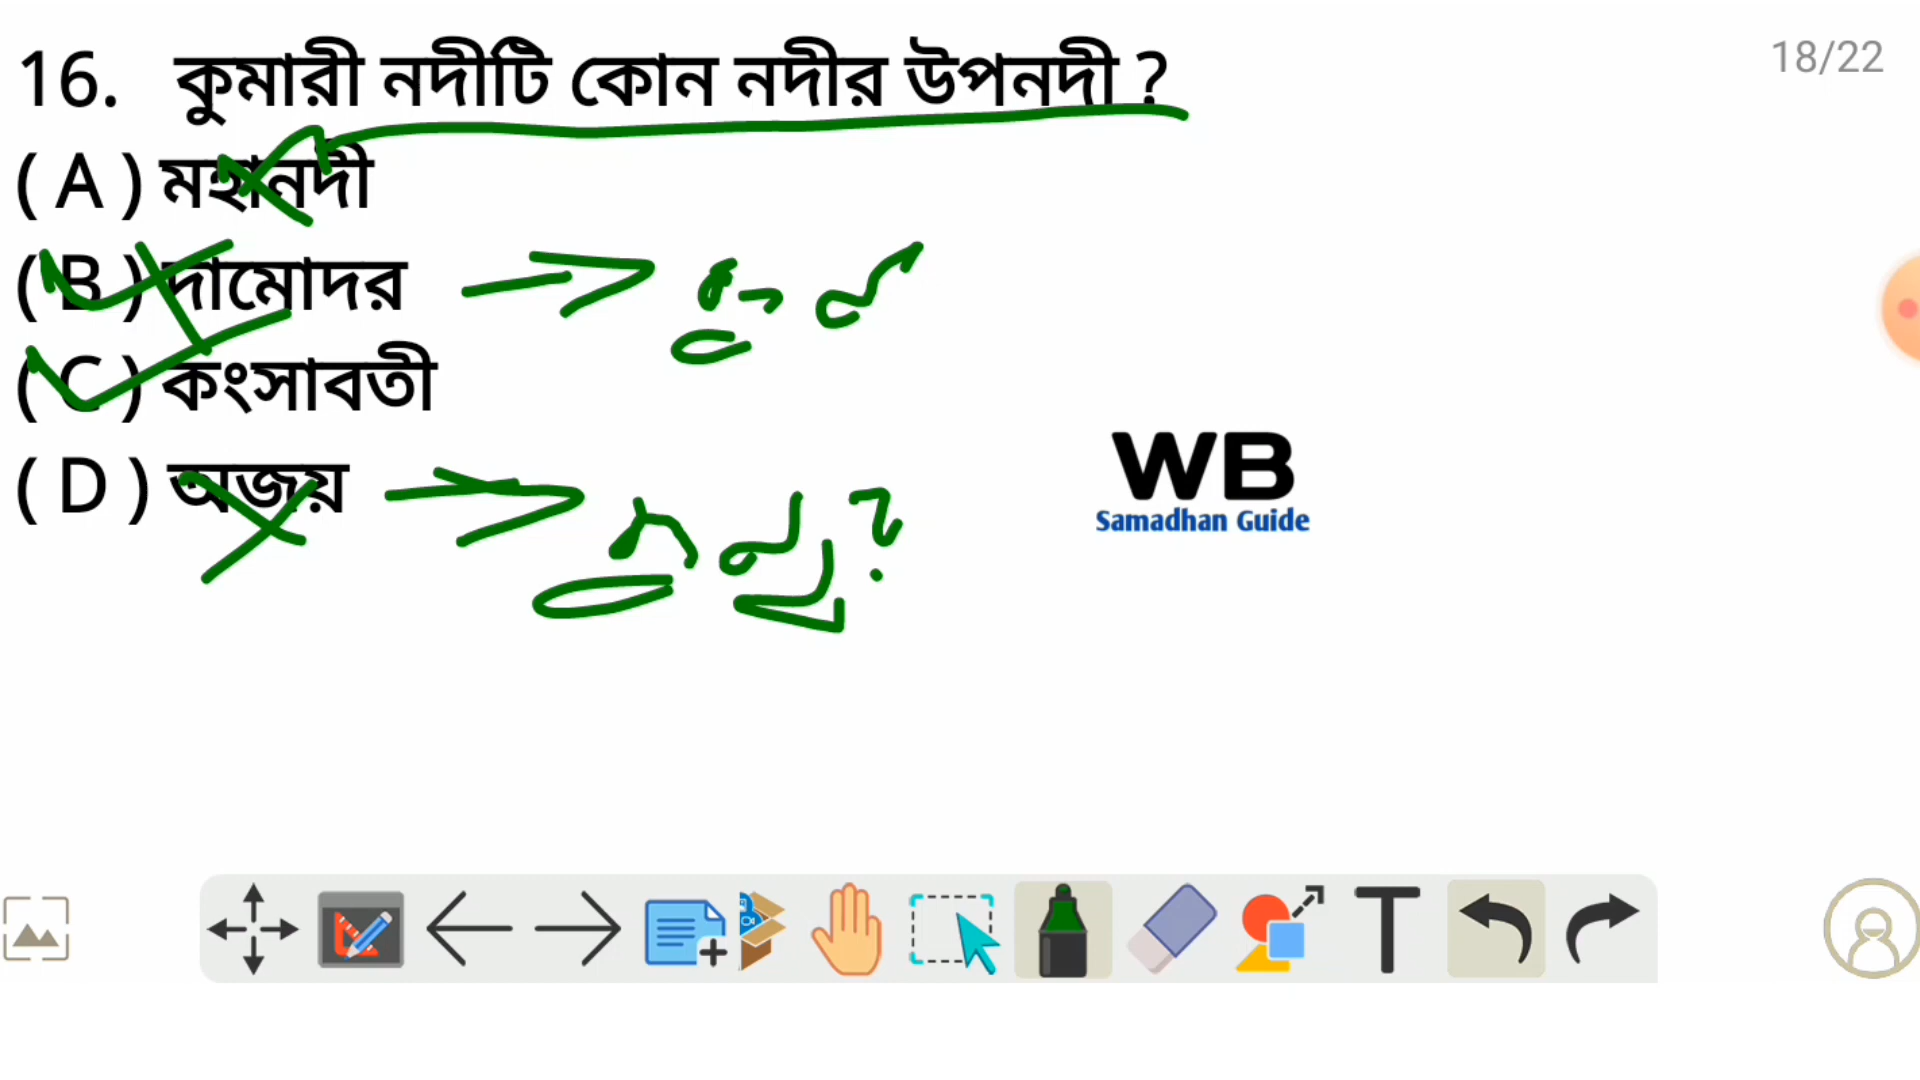 16. কুমারী নদীটি কোন নদীর উপনদী ?
18/22
( A ) মহানদী
( B ) দামোদর
( C ) কংসাবতী
( D ) অজয়
WB
Samadhan Guide